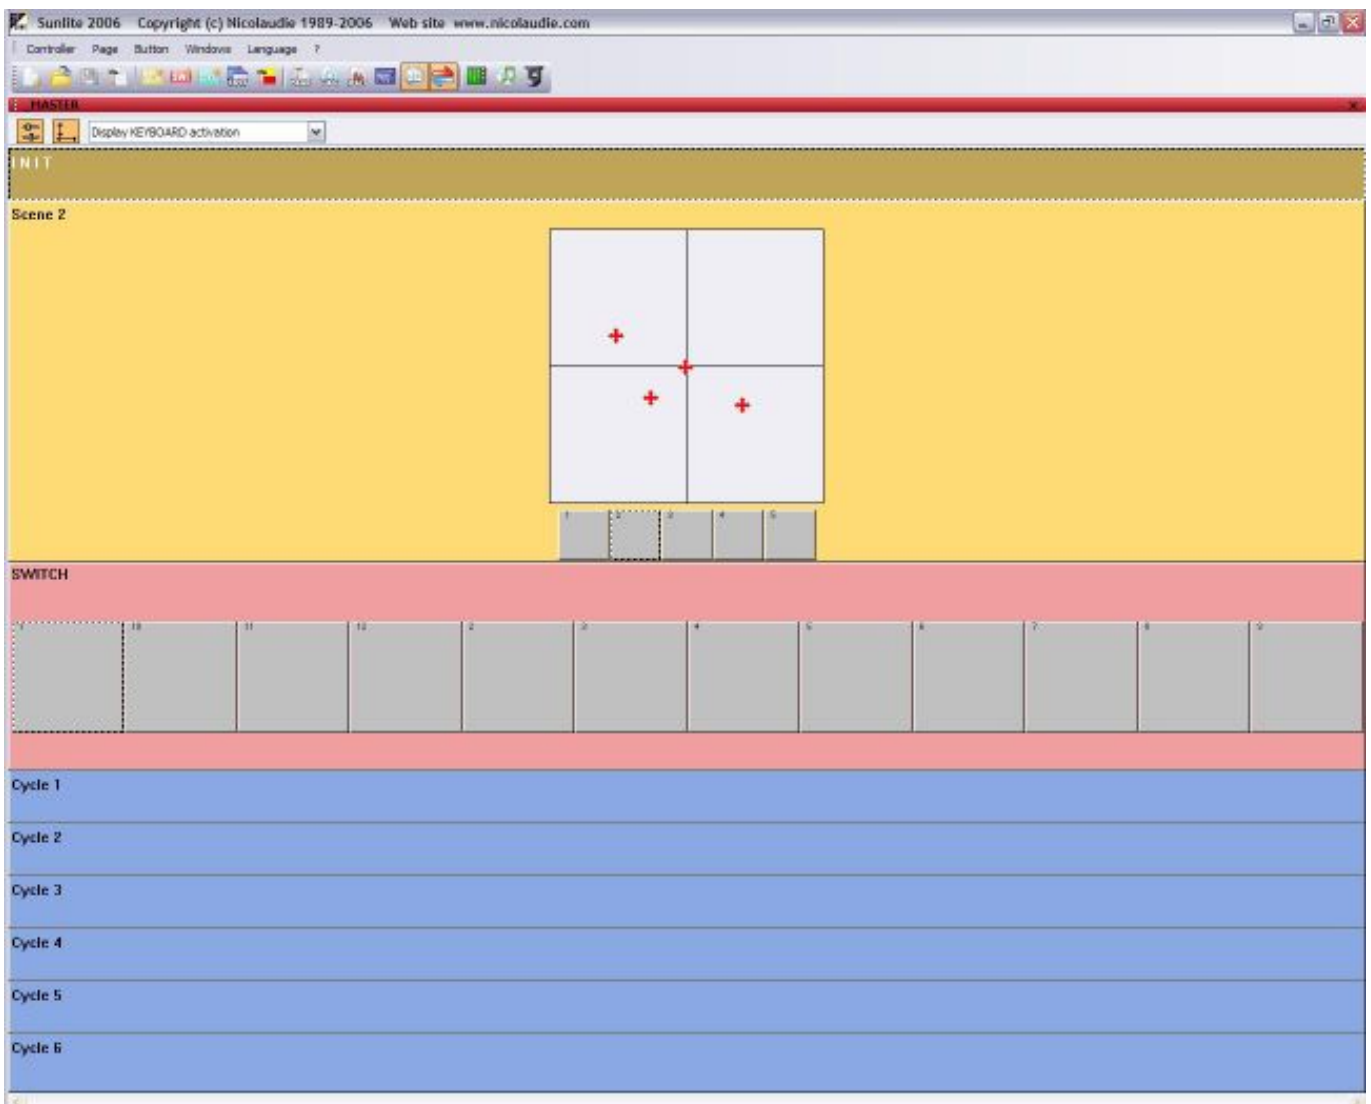 Sunlite 2006 Copyright (c) Nicolaudie 1989-2006 Web site www.nicolaudie.com
Controller Page Button Windows Language ?
_MASTER
Display KEYBOARD activation
INIT
Scene 2
1 2 3 4 5
SWITCH
1 10 11 12 2 3 4 5 6 7 8 9
Cycle 1
Cycle 2
Cycle 3
Cycle 4
Cycle 5
Cycle 6